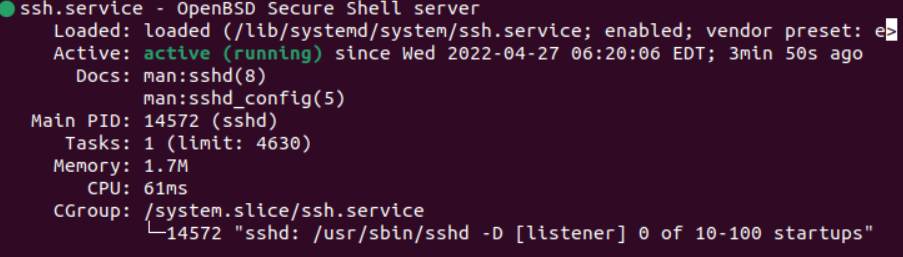 ● ssh.service - OpenBSD Secure Shell server
     Loaded: loaded (/lib/systemd/system/ssh.service; enabled; vendor preset: e>
     Active: active (running) since Wed 2022-04-27 06:20:06 EDT; 3min 50s ago
       Docs: man:sshd(8)
             man:sshd_config(5)
   Main PID: 14572 (sshd)
      Tasks: 1 (limit: 4630)
     Memory: 1.7M
        CPU: 61ms
     CGroup: /system.slice/ssh.service
             └─14572 "sshd: /usr/sbin/sshd -D [listener] 0 of 10-100 startups"